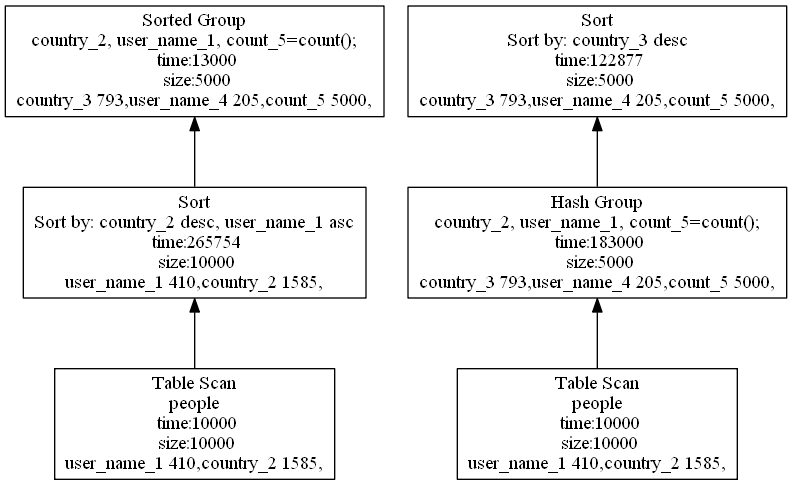 Sorted Group
country_2, user_name_1, count_5=count();
time:13000
size:5000
country_3 793,user_name_4 205,count_5 5000,
Sort
Sort by: country_2 desc, user_name_1 asc
time:265754
size:10000
user_name_1 410,country_2 1585,
Table Scan
people
time:10000
size:10000
user_name_1 410,country_2 1585,
Sort
Sort by: country_3 desc
time:122877
size:5000
country_3 793,user_name_4 205,count_5 5000,
Hash Group
country_2, user_name_1, count_5=count();
time:183000
size:5000
country_3 793,user_name_4 205,count_5 5000,
Table Scan
people
time:10000
size:10000
user_name_1 410,country_2 1585,